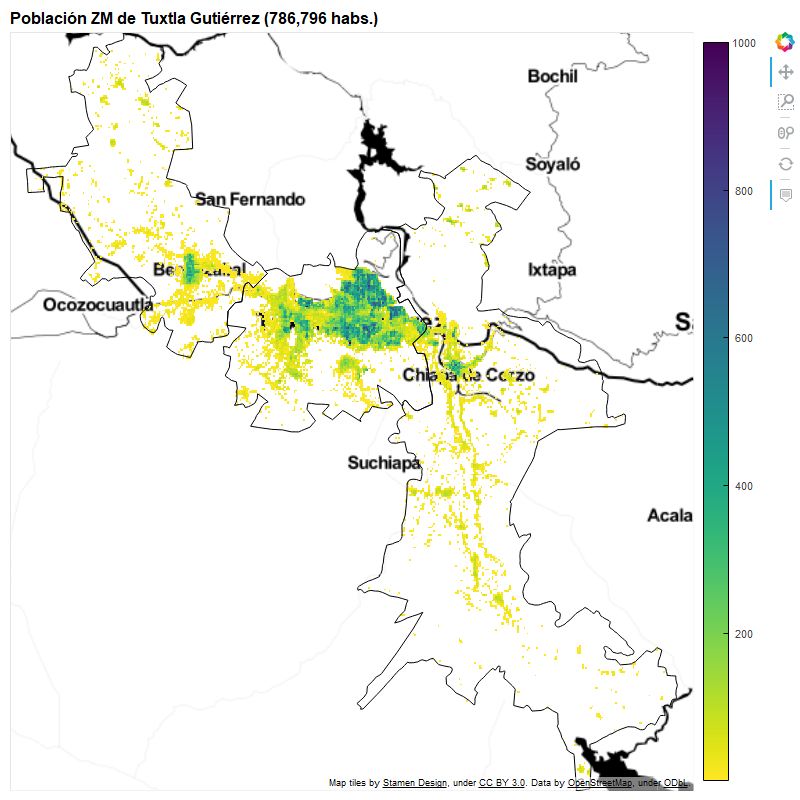 Población ZM de Tuxtla Gutiérrez (786,796 habs.)
1000
Bochil
Soyaló
800
San Fernando
Ixtapa
Ocozocuautla
600
Chiapa de Corzo
Suchiapa
400
Acala
200
Map tiles by Stamen Design, under CC BY 3.0. Data by OpenStreetMap, under ODbL.